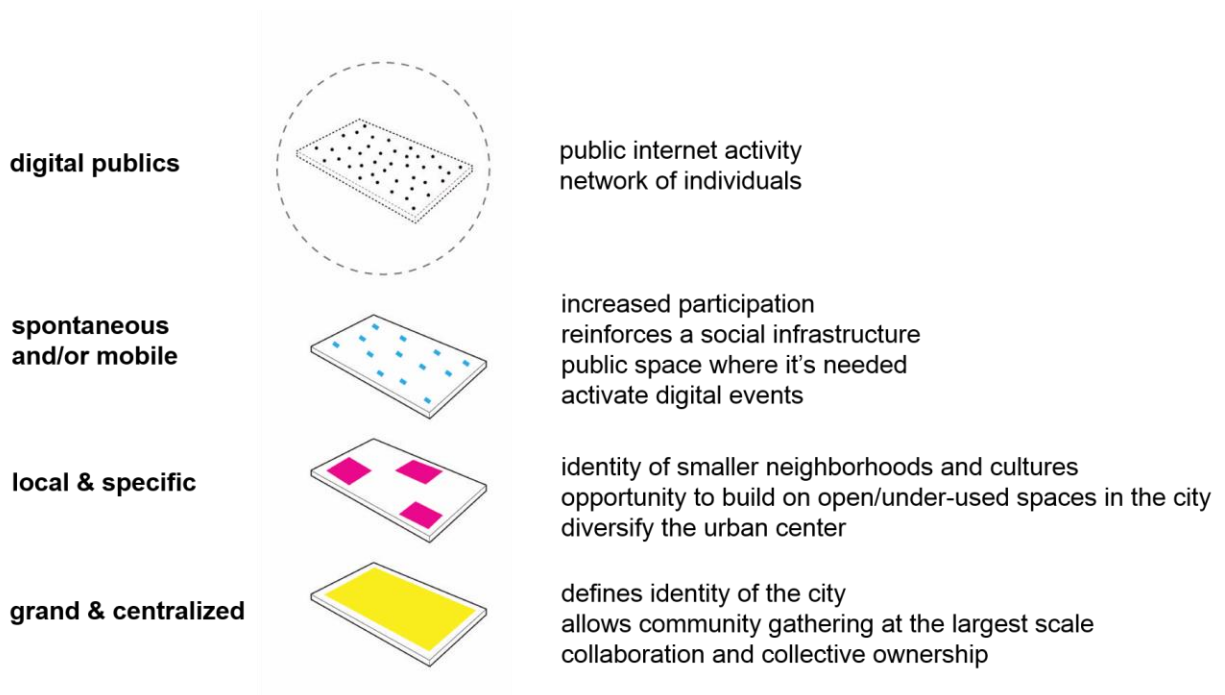 digital publics
public internet activity
network of individuals
spontaneous
and/or mobile
increased participation
reinforces a social infrastructure
public space where it’s needed
activate digital events
local & specific
identity of smaller neighborhoods and cultures
opportunity to build on open/under-used spaces in the city
diversify the urban center
grand & centralized
defines identity of the city
allows community gathering at the largest scale
collaboration and collective ownership